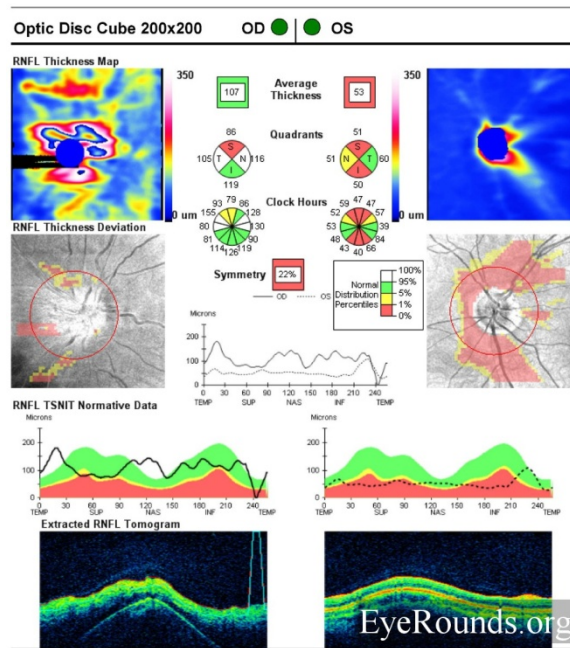 Optic Disc Cube 200x200 OD OS
RNFL Thickness Map
350
0 um
Average Thickness
107
53
350
0 um
Quadrants
86
S
105 T N 116
I
119
51
S
N T 60
I
50
Clock Hours
79
93 86
155 128
80 130
81 90
114 119
126
47
59 47
52 57
53 39
48 84
43 66
40
RNFL Thickness Deviation
Symmetry
22%
OD OS
100%
Normal 95%
Distribution 5%
Percentiles 1%
0%
Microns
200
100
0
0 30 60 90 120 150 180 210 240
TEMP SUP NAS INF TEMP
RNFL TSNIT Normative Data
Microns
200
100
0
0 30 60 90 120 150 180 210 240
TEMP SUP NAS INF TEMP
Microns
200
100
0
0 30 60 90 120 150 180 210 240
TEMP SUP NAS INF TEMP
Extracted RNFL Tomogram
EyeRounds.org